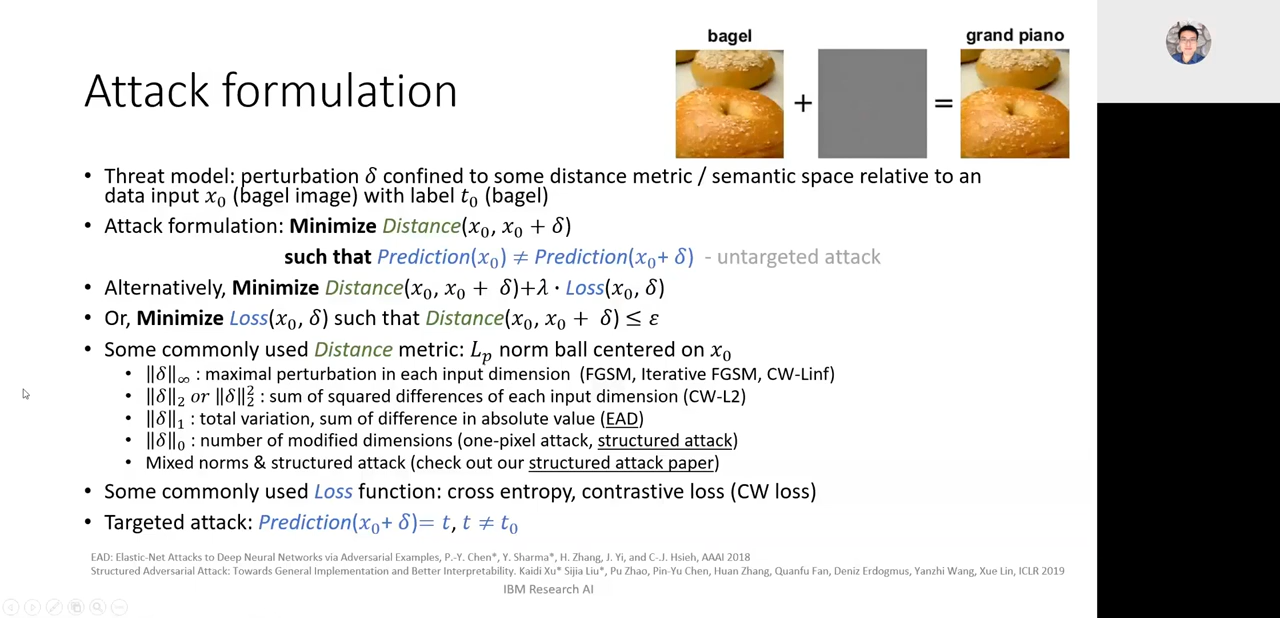 bagel
grand piano
Attack formulation
+
=
• Threat model: perturbation δ confined to some distance metric / semantic space relative to an
data input x₀ (bagel image) with label t₀ (bagel)
• Attack formulation: Minimize Distance(x₀, x₀ + δ)
such that Prediction(x₀) ≠ Prediction(x₀+ δ) - untargeted attack
• Alternatively, Minimize Distance(x₀, x₀ + δ)+λ · Loss(x₀, δ)
• Or, Minimize Loss(x₀, δ) such that Distance(x₀, x₀ + δ) ≤ ε
• Some commonly used Distance metric: Lₚ norm ball centered on x₀
• ‖δ‖∞ : maximal perturbation in each input dimension (FGSM, Iterative FGSM, CW-Linf)
• ‖δ‖₂ or ‖δ‖₂² : sum of squared differences of each input dimension (CW-L2)
• ‖δ‖₁ : total variation, sum of difference in absolute value (EAD)
• ‖δ‖₀ : number of modified dimensions (one-pixel attack, structured attack)
• Mixed norms & structured attack (check out our structured attack paper)
• Some commonly used Loss function: cross entropy, contrastive loss (CW loss)
• Targeted attack: Prediction(x₀+ δ)= t, t ≠ t₀
EAD: Elastic-Net Attacks to Deep Neural Networks via Adversarial Examples, P.-Y. Chen*, Y. Sharma*, H. Zhang, J. Yi, and C.-J. Hsieh, AAAI 2018
Structured Adversarial Attack: Towards General Implementation and Better Interpretability. Kaidi Xu* Sijia Liu*, Pu Zhao, Pin-Yu Chen, Huan Zhang, Quanfu Fan, Deniz Erdogmus, Yanzhi Wang, Xue Lin, ICLR 2019
IBM Research AI